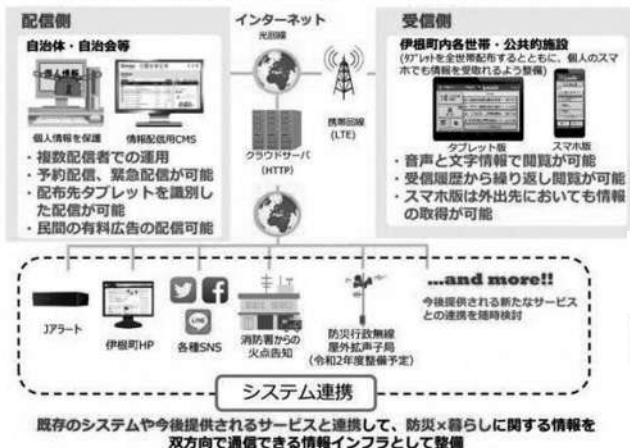 配信側
自治体・自治会等
個人情報
個人情報を保護
情報配信用CMS
・複数配信者での運用
・予約配信、緊急配信が可能
・配布先タブレットを識別し
た配信が可能
・民間の有料広告の配信可能
インターネット
光回線
クラウドサーバ
(HTTP)
携帯回線
(LTE)
受信側
伊根町内各世帯・公共的施設
(タブレットを全世帯配布するとともに、個人のスマ
ホでも情報を受取れるよう整備)
タブレット版
スマホ版
・音声と文字情報で閲覧が可能
・受信履歴から繰り返し閲覧が可能
・スマホ版は外出先においても情報
の取得が可能
Jアラート
伊根町HP
LINE
各種SNS
消防署からの
火点告知
防災行政無線
屋外拡声子局
(令和2年度整備予定)
...and more!!
今後提供される新たなサービス
との連携を随時検討
システム連携
既存のシステムや今後提供されるサービスと連携して、防災×暮らしに関する情報を
双方向で通信できる情報インフラとして整備